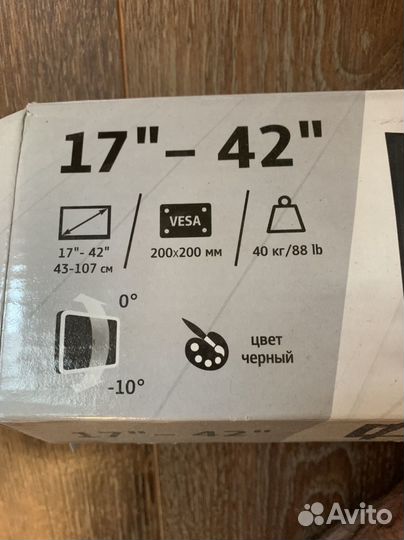 17"– 42"
VESA
17"- 42"
43-107 см
200x200 мм
40 кг/88 lb
0°
-10°
цвет
черный
17"– 42"
Avito